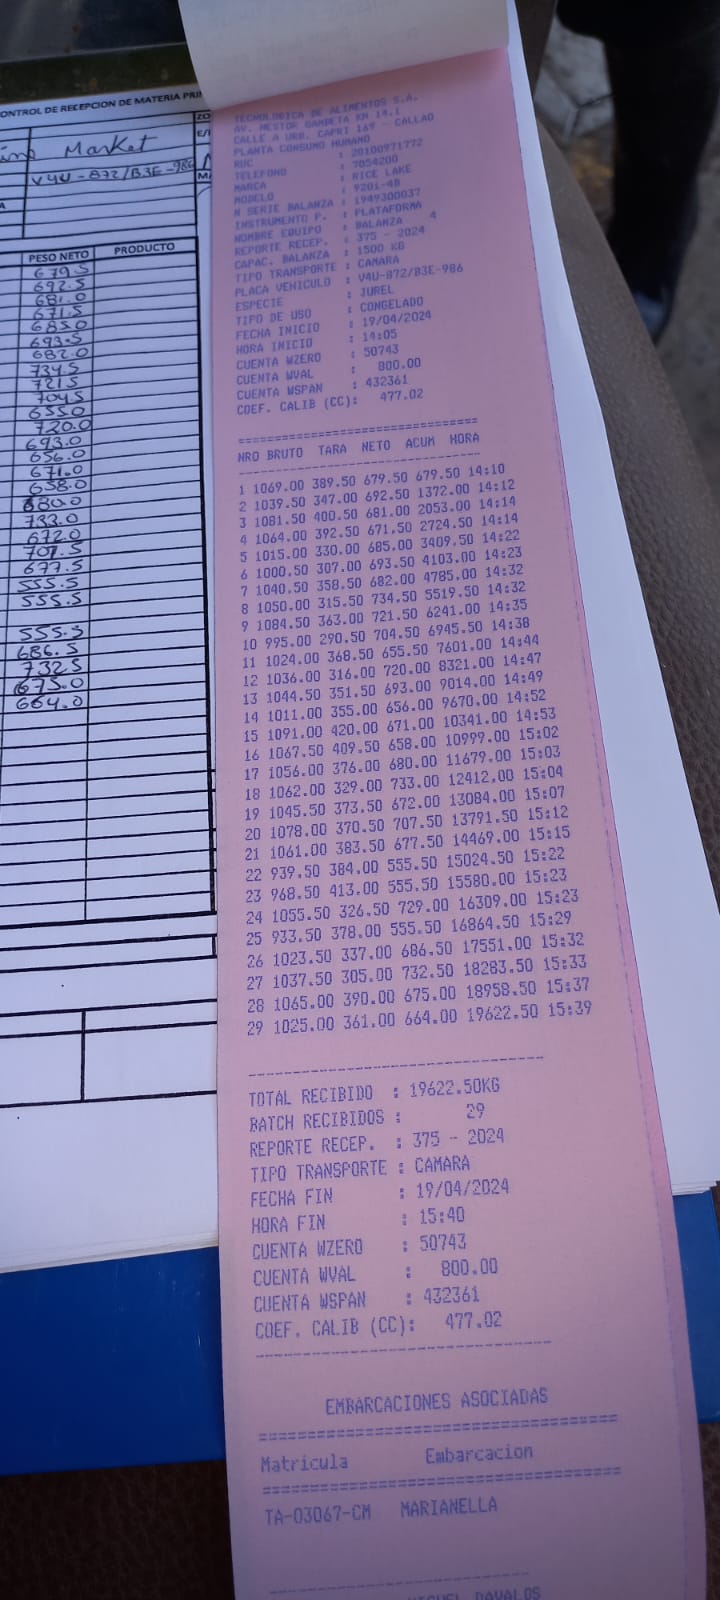 CONTROL DE RECEPCION DE MATERIA PRI
ZO
Market
E/
V4U-872/B3E-986
PESO NETO PRODUCTO
679.5
692.5
681.0
671.5
685.0
693.5
682.0
734.5
721.5
704.5
655.0
720.0
693.0
656.0
671.0
658.0
680.0
733.0
672.0
707.5
677.5
555.5
555.5
555.5
686.5
732.5
675.0
664.0
TECNOLOGICA DE ALIMENTOS S.A.
AV. NESTOR GAMBETA KM 14.1
CALLE A URB. CAPRI 169 - CALLAO
PLANTA CONSUMO HUMANO
RUC : 20100971772
TELEFONO : 7054200
MARCA : RICE LAKE
MODELO : 920i-4B
N SERIE BALANZA : 1949300037
INSTRUMENTO P. : PLATAFORMA
NOMBRE EQUIPO : BALANZA 4
REPORTE RECEP. : 375 - 2024
CAPAC. BALANZA : 1500 KG
TIPO TRANSPORTE : CAMARA
PLACA VEHICULO : V4U-872/B3E-986
ESPECIE : JUREL
TIPO DE USO : CONGELADO
FECHA INICIO : 19/04/2024
HORA INICIO : 14:05
CUENTA WZERO : 50743
CUENTA WVAL : 800.00
CUENTA WSPAN : 432361
COEF. CALIB (CC): 477.02
NRO BRUTO TARA NETO ACUM HORA
1 1069.00 389.50 679.50 679.50 14:10
2 1039.50 347.00 692.50 1372.00 14:12
3 1081.50 400.50 681.00 2053.00 14:14
4 1064.00 392.50 671.50 2724.50 14:14
5 1015.00 330.00 685.00 3409.50 14:22
6 1000.50 307.00 693.50 4103.00 14:23
7 1040.50 358.50 682.00 4785.00 14:32
8 1050.00 315.50 734.50 5519.50 14:32
9 1084.50 363.00 721.50 6241.00 14:35
10 995.00 290.50 704.50 6945.50 14:38
11 1024.00 368.50 655.50 7601.00 14:44
12 1036.00 316.00 720.00 8321.00 14:47
13 1044.50 351.50 693.00 9014.00 14:49
14 1011.00 355.00 656.00 9670.00 14:52
15 1091.00 420.00 671.00 10341.00 14:53
16 1067.50 409.50 658.00 10999.00 15:02
17 1056.00 376.00 680.00 11679.00 15:03
18 1062.00 329.00 733.00 12412.00 15:04
19 1045.50 373.50 672.00 13084.00 15:07
20 1078.00 370.50 707.50 13791.50 15:12
21 1061.00 383.50 677.50 14469.00 15:15
22 939.50 384.00 555.50 15024.50 15:22
23 968.50 413.00 555.50 15580.00 15:23
24 1055.50 326.50 729.00 16309.00 15:23
25 933.50 378.00 555.50 16864.50 15:29
26 1023.50 337.00 686.50 17551.00 15:32
27 1037.50 305.00 732.50 18283.50 15:33
28 1065.00 390.00 675.00 18958.50 15:37
29 1025.00 361.00 664.00 19622.50 15:39
TOTAL RECIBIDO : 19622.50KG
BATCH RECIBIDOS : 29
REPORTE RECEP. : 375 - 2024
TIPO TRANSPORTE : CAMARA
FECHA FIN : 19/04/2024
HORA FIN : 15:40
CUENTA WZERO : 50743
CUENTA WVAL : 800.00
CUENTA WSPAN : 432361
COEF. CALIB (CC): 477.02
EMBARCACIONES ASOCIADAS
Matricula Embarcacion
TA-03067-CM MARIANELLA